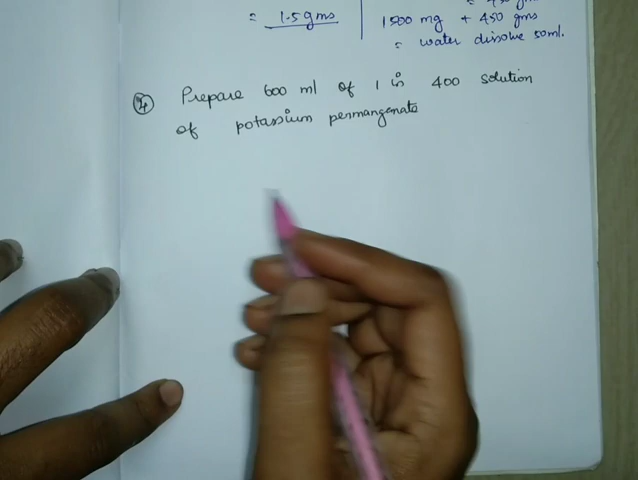 = 1.5 gms
1500 mg + 450 gms
= water dissolve 50ml.
4 Prepare 600 ml of 1 in 400 solution
of potassium permangenate